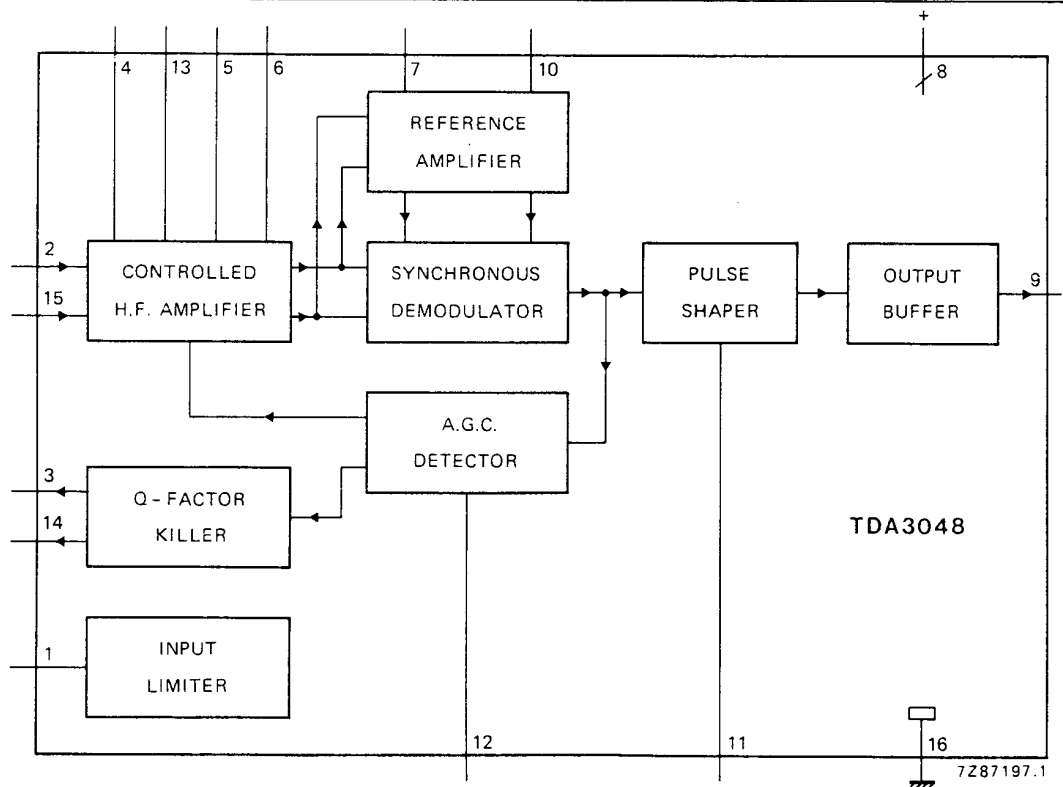 +
4 13 5 6 7 10 8
REFERENCE
AMPLIFIER
2
15
CONTROLLED
H.F. AMPLIFIER
SYNCHRONOUS
DEMODULATOR
PULSE
SHAPER
OUTPUT
BUFFER
9
A.G.C.
DETECTOR
3
14
Q-FACTOR
KILLER
TDA3048
1
INPUT
LIMITER
12
11
16
7Z87197.1